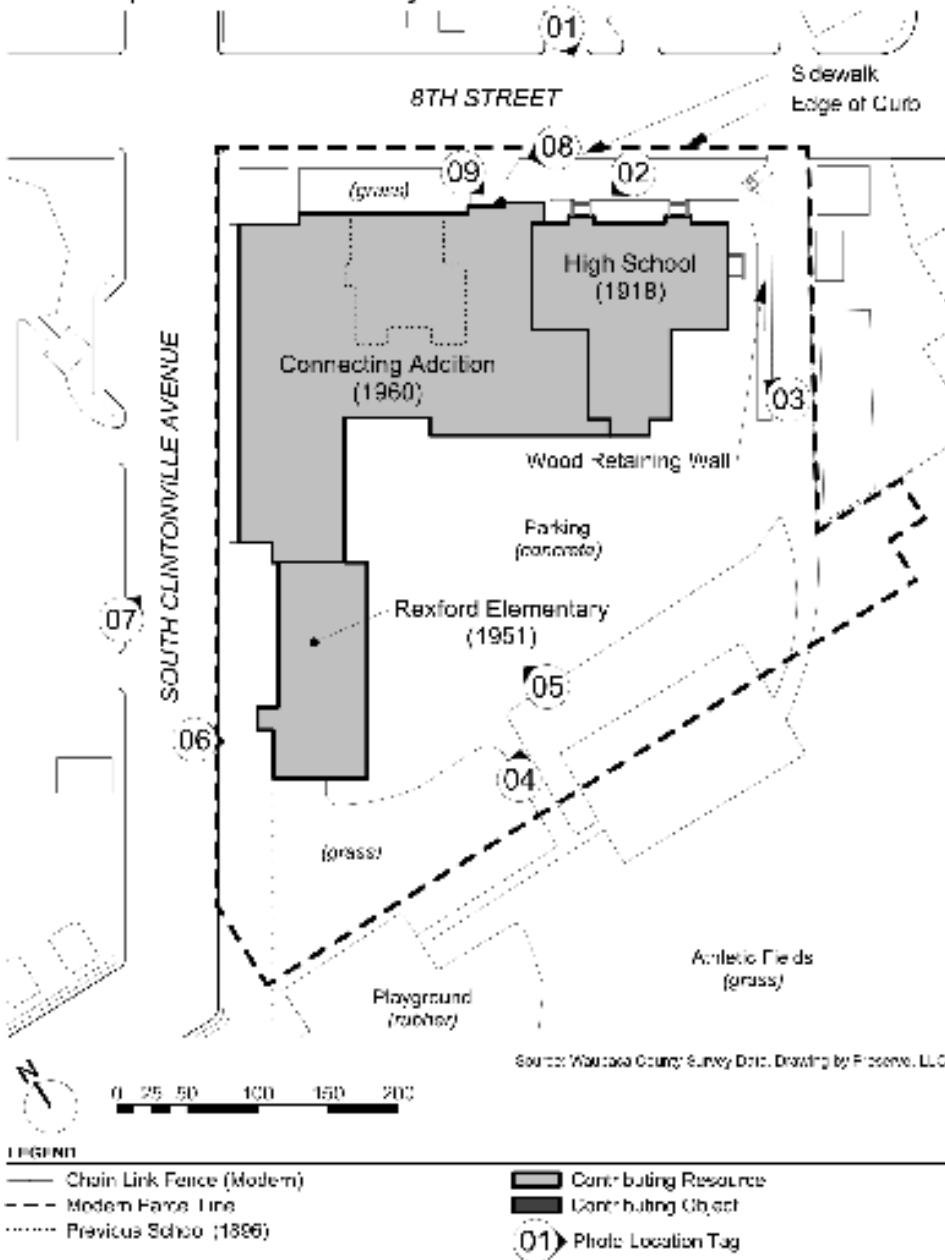 01
8TH STREET
Sidewalk
Edge of Curb
08
09
02
(grass)
High School
(1918)
Connecting Addition
(1960)
03
Wood Retaining Wall
SOUTH CLINTONVILLE AVENUE
Parking
(concrete)
Rexford Elementary
(1951)
07
05
06
04
(grass)
Athletic Fields
(grass)
Playground
(rubber)
Source: Waupaca County Survey Data. Drawing by Preserve, LLC
N
0 25 50 100 150 200
LEGEND
Chain Link Fence (Modern)
Modern Parcel Line
Previous School (1896)
Contributing Resource
Contributing Object
01 Photo Location Tag